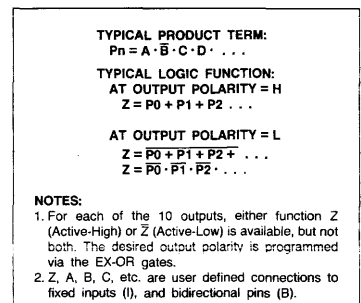 TYPICAL PRODUCT TERM:
Pn = A · B̅ · C · D · . . .
TYPICAL LOGIC FUNCTION:
AT OUTPUT POLARITY = H
Z = P0 + P1 + P2 . . .
AT OUTPUT POLARITY = L
Z = P̅0̅ ̅+̅ ̅P̅1̅ ̅+̅ ̅P̅2̅ ̅+̅ . . .
Z = P̅0̅ · P̅1̅ · P̅2̅ · . . .
NOTES:
1. For each of the 10 outputs, either function Z
(Active-High) or Z̅ (Active-Low) is available, but not
both. The desired output polarity is programmed
via the EX-OR gates.
2. Z, A, B, C, etc. are user defined connections to
fixed inputs (I), and bidirectional pins (B).